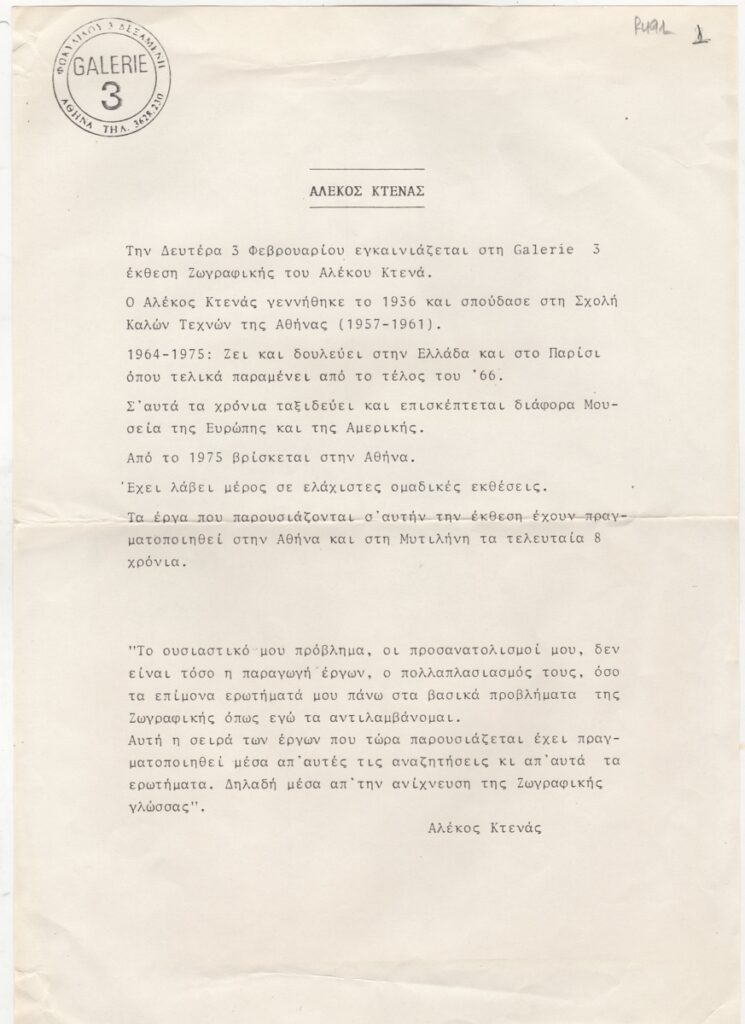 ΦΩΚΥΛΙΔΟΥ 3 ΔΕΞΑΜΕΝΗ
GALERIE
3
ΑΘΗΝΑ ΤΗΛ. 3628.230
1
ΑΛΕΚΟΣ ΚΤΕΝΑΣ
Την Δευτέρα 3 Φεβρουαρίου εγκαινιάζεται στη Galerie 3
έκθεση Ζωγραφικής του Αλέκου Κτενά.
Ο Αλέκος Κτενάς γεννήθηκε το 1936 και σπούδασε στη Σχολή
Καλών Τεχνών της Αθήνας (1957-1961).
1964-1975: Ζει και δουλεύει στην Ελλάδα και στο Παρίσι
όπου τελικά παραμένει από το τέλος του '66.
Σ'αυτά τα χρόνια ταξιδεύει και επισκέπτεται διάφορα Μου-
σεία της Ευρώπης και της Αμερικής.
Από το 1975 βρίσκεται στην Αθήνα.
Έχει λάβει μέρος σε ελάχιστες ομαδικές εκθέσεις.
Τα έργα που παρουσιάζονται σ'αυτήν την έκθεση έχουν πραγ-
ματοποιηθεί στην Αθήνα και στη Μυτιλήνη τα τελευταία 8
χρόνια.
"Το ουσιαστικό μου πρόβλημα, οι προσανατολισμοί μου, δεν
είναι τόσο η παραγωγή έργων, ο πολλαπλασιασμός τους, όσο
τα επίμονα ερωτήματά μου πάνω στα βασικά προβλήματα της
Ζωγραφικής όπως εγώ τα αντιλαμβάνομαι.
Αυτή η σειρά των έργων που τώρα παρουσιάζεται έχει πραγ-
ματοποιηθεί μέσα απ'αυτές τις αναζητήσεις κι απ'αυτά τα
ερωτήματα. Δηλαδή μέσα απ'την ανίχνευση της Ζωγραφικής
γλώσσας".
Αλέκος Κτενάς